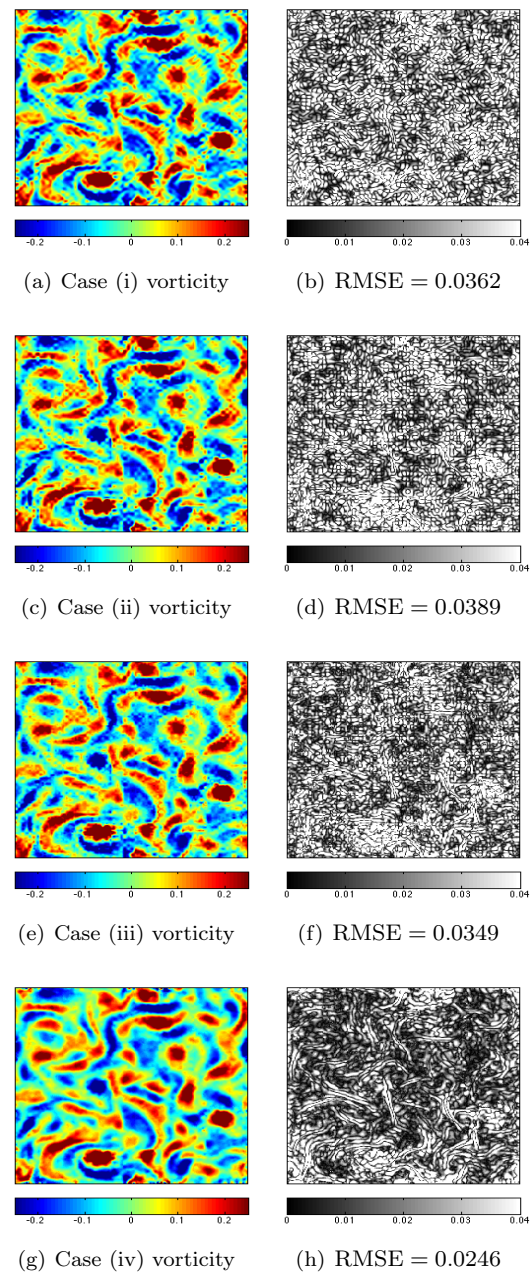 -0.2 -0.1 0 0.1 0.2
0 0.01 0.02 0.03 0.04
(a) Case (i) vorticity
(b) RMSE = 0.0362
-0.2 -0.1 0 0.1 0.2
0 0.01 0.02 0.03 0.04
(c) Case (ii) vorticity
(d) RMSE = 0.0389
-0.2 -0.1 0 0.1 0.2
0 0.01 0.02 0.03 0.04
(e) Case (iii) vorticity
(f) RMSE = 0.0349
-0.2 -0.1 0 0.1 0.2
0 0.01 0.02 0.03 0.04
(g) Case (iv) vorticity
(h) RMSE = 0.0246